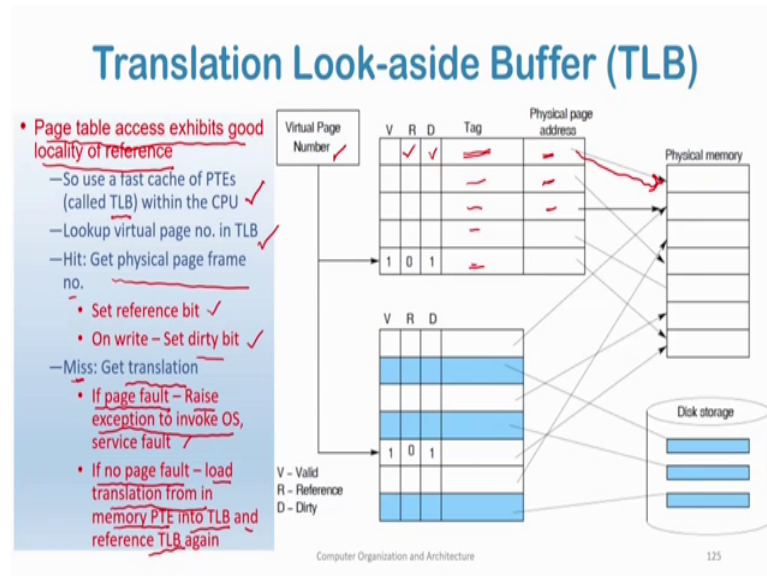 Translation Look-aside Buffer (TLB)
• Page table access exhibits good
locality of reference
–So use a fast cache of PTEs
(called TLB) within the CPU
–Lookup virtual page no. in TLB
–Hit: Get physical page frame
no.
• Set reference bit
• On write – Set dirty bit
–Miss: Get translation
• If page fault – Raise
exception to invoke OS,
service fault
• If no page fault – load
translation from in
memory PTE into TLB and
reference TLB again
Virtual Page
Number
V R D Tag
Physical page
address
Physical memory
1 0 1
V R D
1 0 1
Disk storage
V – Valid
R – Reference
D – Dirty
Computer Organization and Architecture
125